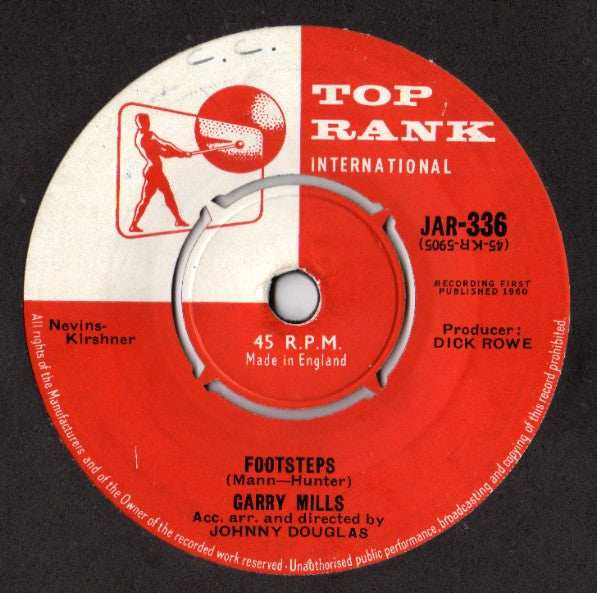 C.C.
TOP
RANK
INTERNATIONAL
JAR-336
(45-K-R-5905)
RECORDING FIRST
PUBLISHED 1960
Nevins-
Kirshner
Producer:
DICK ROWE
45 R.P.M.
Made in England
FOOTSTEPS
(Mann—Hunter)
GARRY MILLS
Acc. arr. and directed by
JOHNNY DOUGLAS
All rights of the Manufacturers and of the Owner of the recorded work reserved · Unauthorised public performance, broadcasting and copying of this record prohibited.